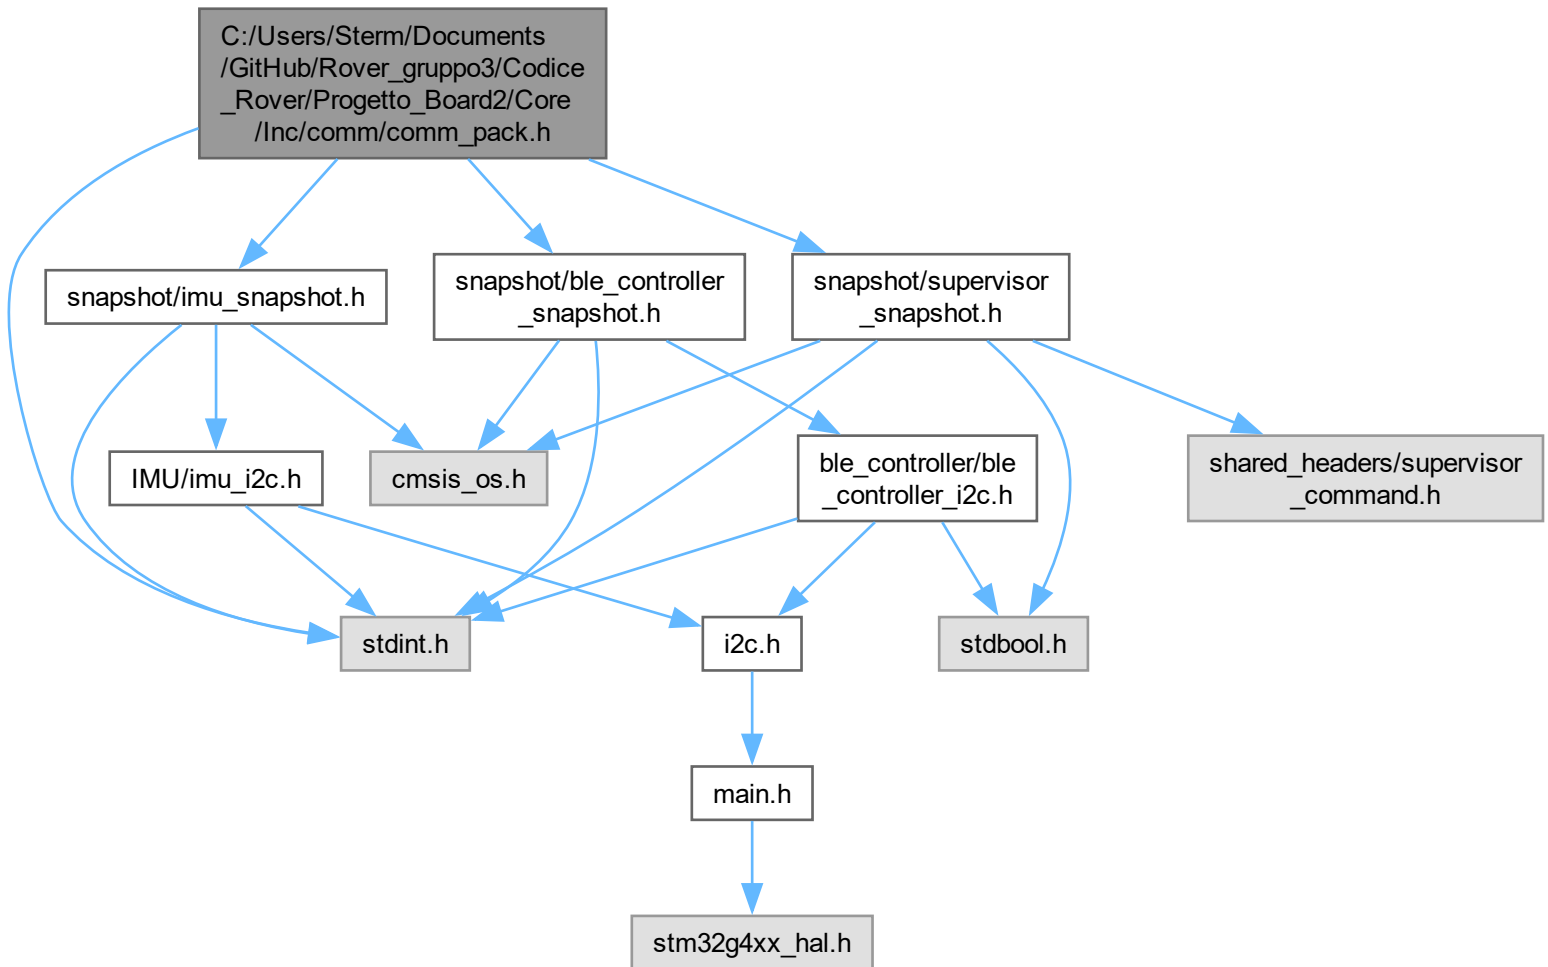 C:/Users/Sterm/Documents
/GitHub/Rover_gruppo3/Codice
_Rover/Progetto_Board2/Core
/Inc/comm/comm_pack.h
snapshot/imu_snapshot.h
snapshot/ble_controller
_snapshot.h
snapshot/supervisor
_snapshot.h
IMU/imu_i2c.h
cmsis_os.h
ble_controller/ble
_controller_i2c.h
shared_headers/supervisor
_command.h
stdint.h
i2c.h
stdbool.h
main.h
stm32g4xx_hal.h